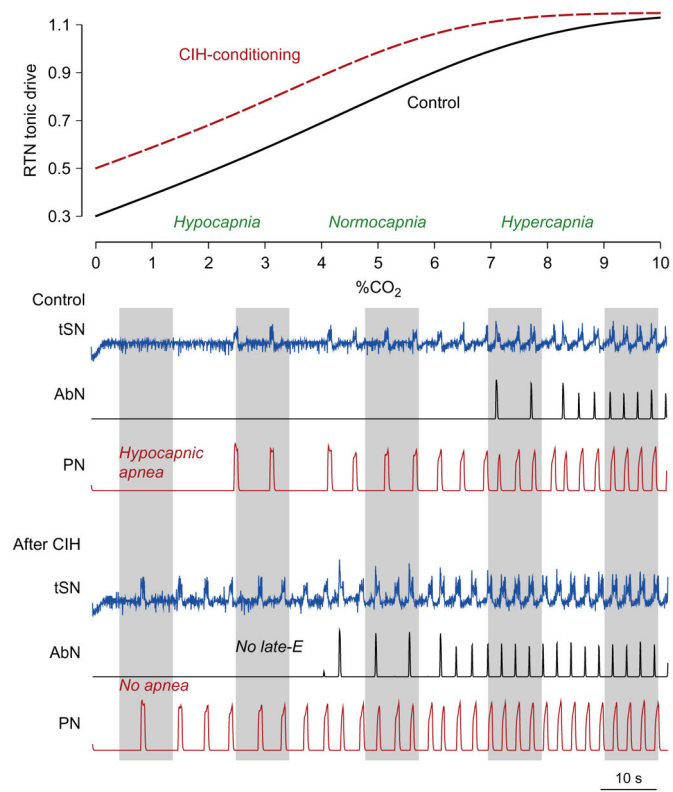 1.1
0.9
0.7
0.5
0.3
RTN tonic drive
CIH-conditioning
Control
Hypocapnia Normocapnia Hypercapnia
0 1 2 3 4 5 6 7 8 9 10
%CO₂
Control
tSN
AbN
PN
Hypocapnic
apnea
After CIH
tSN
AbN
No late-E
No apnea
PN
10 s